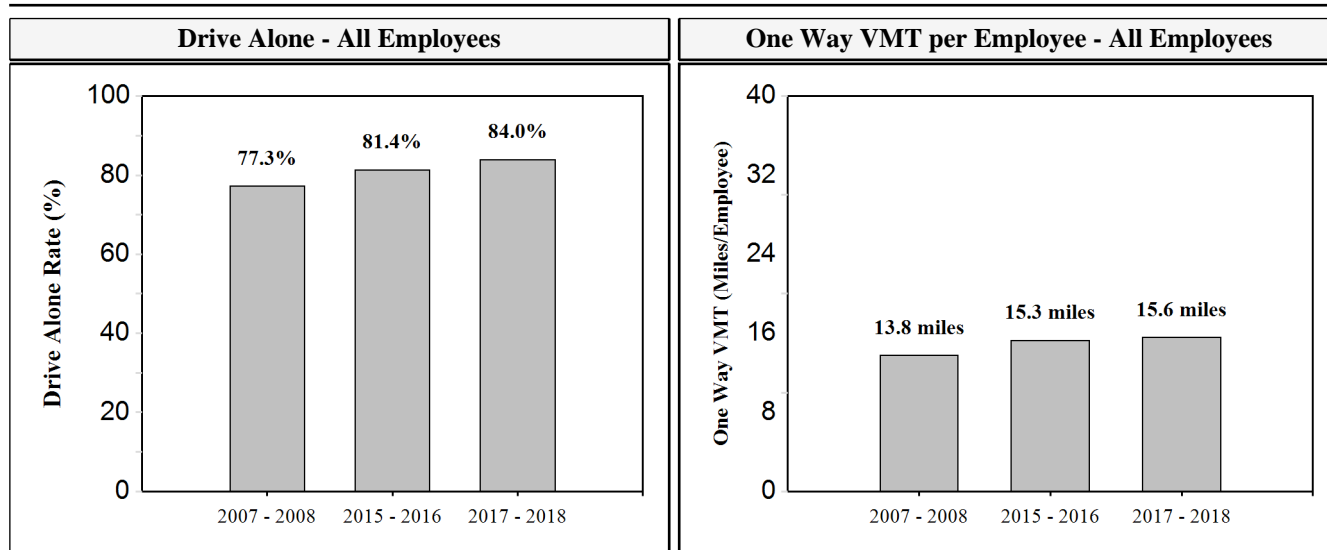 Drive Alone - All Employees
100
80
60
40
20
0
Drive Alone Rate (%)
77.3%
81.4%
84.0%
2007 - 2008
2015 - 2016
2017 - 2018
One Way VMT per Employee - All Employees
40
32
24
16
8
0
One Way VMT (Miles/Employee)
13.8 miles
15.3 miles
15.6 miles
2007 - 2008
2015 - 2016
2017 - 2018